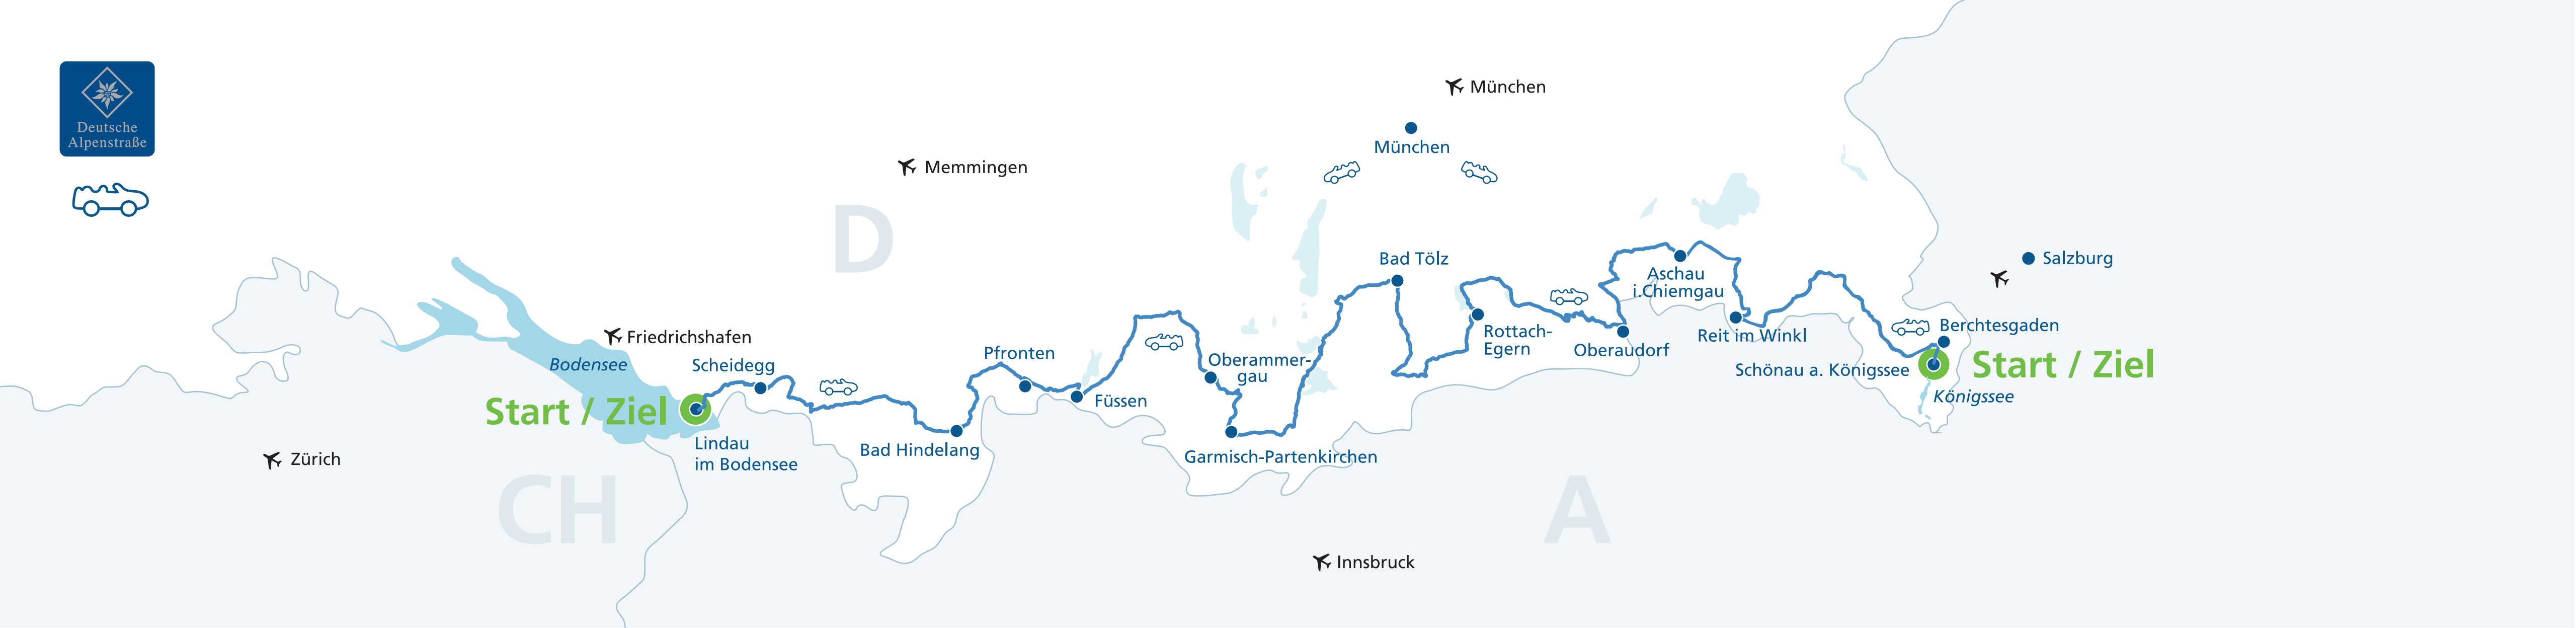 Deutsche
Alpenstraße
München
München
Memmingen
D
Salzburg
Bad Tölz
Aschau
i.Chiemgau
Friedrichshafen
Bodensee
Scheidegg
Pfronten
Oberammer-
gau
Rottach-
Egern
Oberaudorf
Reit im Winkl
Berchtesgaden
Schönau a. Königssee
Start / Ziel
Königssee
Start / Ziel
Füssen
Lindau
im Bodensee
Bad Hindelang
Garmisch-Partenkirchen
Zürich
CH
A
Innsbruck